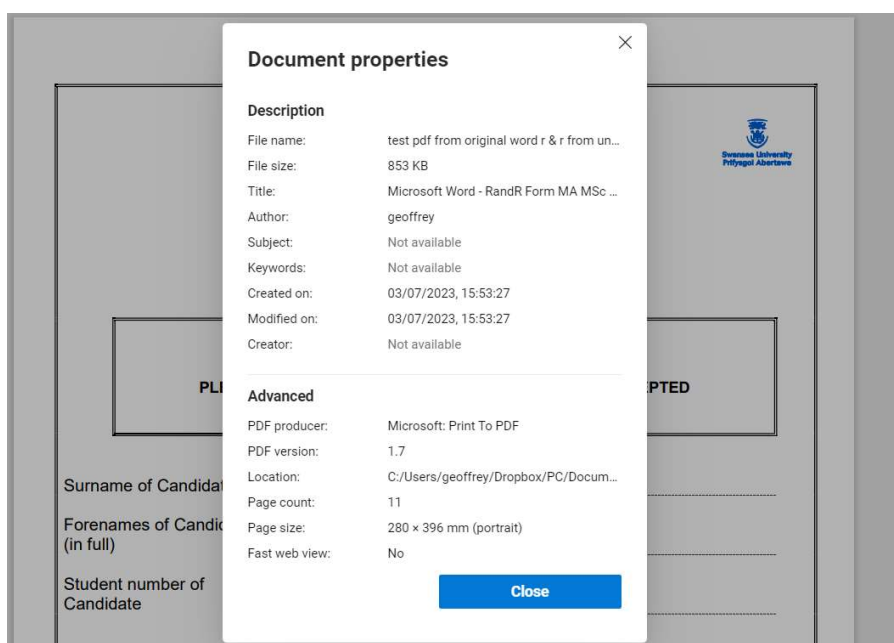 Document properties
Description
File name: test pdf from original word r & r from un...
File size: 853 KB
Title: Microsoft Word - RandR Form MA MSc ...
Author: geoffrey
Subject: Not available
Keywords: Not available
Created on: 03/07/2023, 15:53:27
Modified on: 03/07/2023, 15:53:27
Creator: Not available
Advanced
PDF producer: Microsoft: Print To PDF
PDF version: 1.7
Location: C:/Users/geoffrey/Dropbox/PC/Docum...
Page count: 11
Page size: 280 × 396 mm (portrait)
Fast web view: No
Close
Swansea University
Prifysgol Abertawe
PLE
EPTED
Surname of Candidat
Forenames of Candid
(in full)
Student number of
Candidate